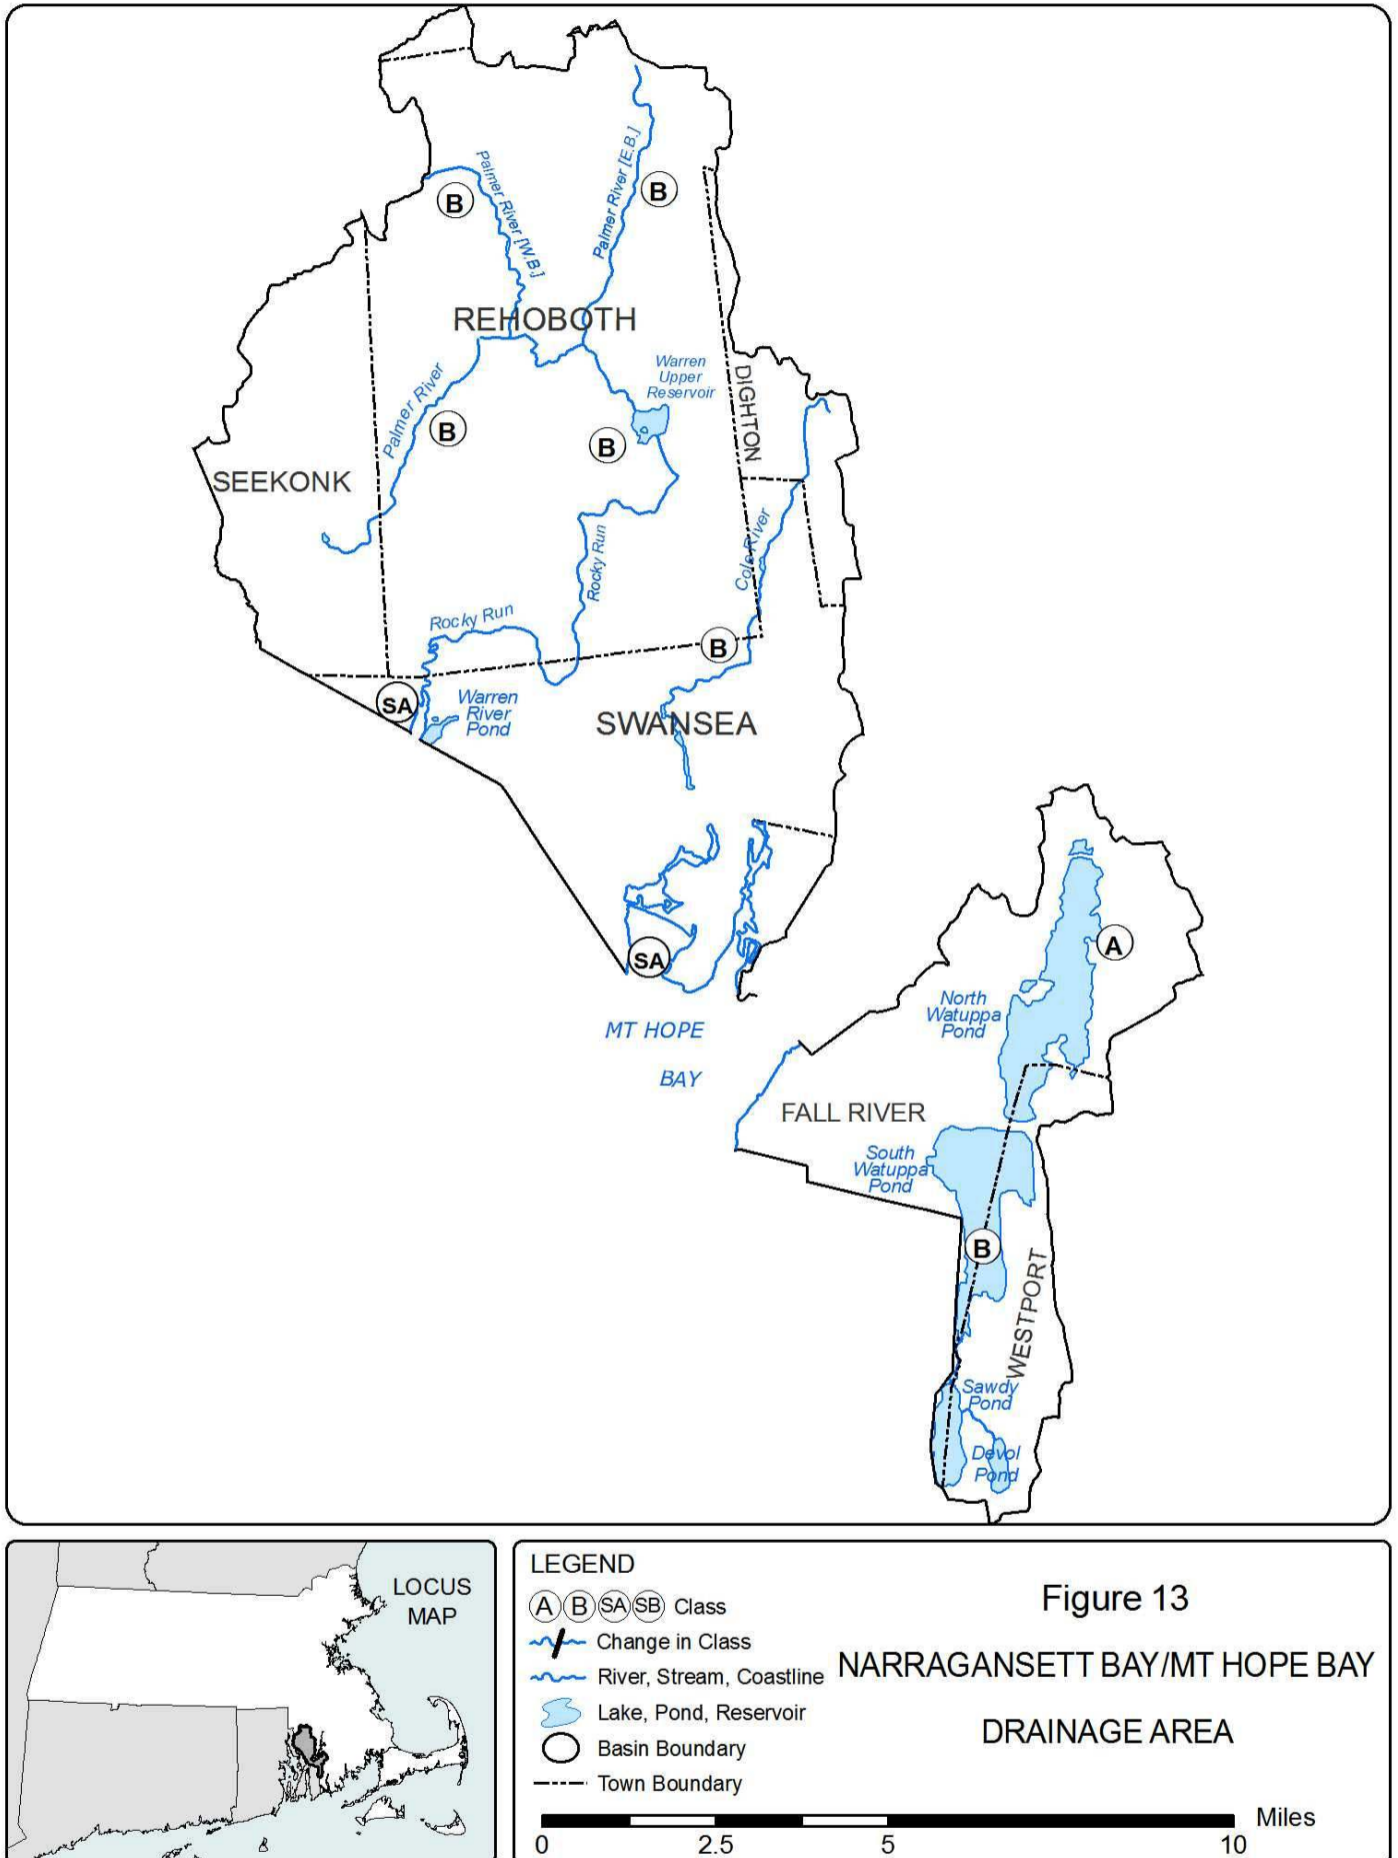 Palmer River [W.B.]
Palmer River [E.B.]
B
B
REHOBOTH
Warren
Upper
Reservoir
DIGHTON
Palmer River
B
B
SEEKONK
Cole River
Rocky Run
Rocky Run
B
SA
Warren
River
Pond
SWANSEA
A
SA
North
Watuppa
Pond
MT HOPE
BAY
FALL RIVER
South
Watuppa
Pond
B
WESTPORT
Sawdy
Pond
Devol
Pond
LOCUS
MAP
LEGEND
A B SA SB Class
Change in Class
River, Stream, Coastline
Lake, Pond, Reservoir
Basin Boundary
Town Boundary
Figure 13
NARRAGANSETT BAY/MT HOPE BAY
DRAINAGE AREA
Miles
0 2.5 5 10